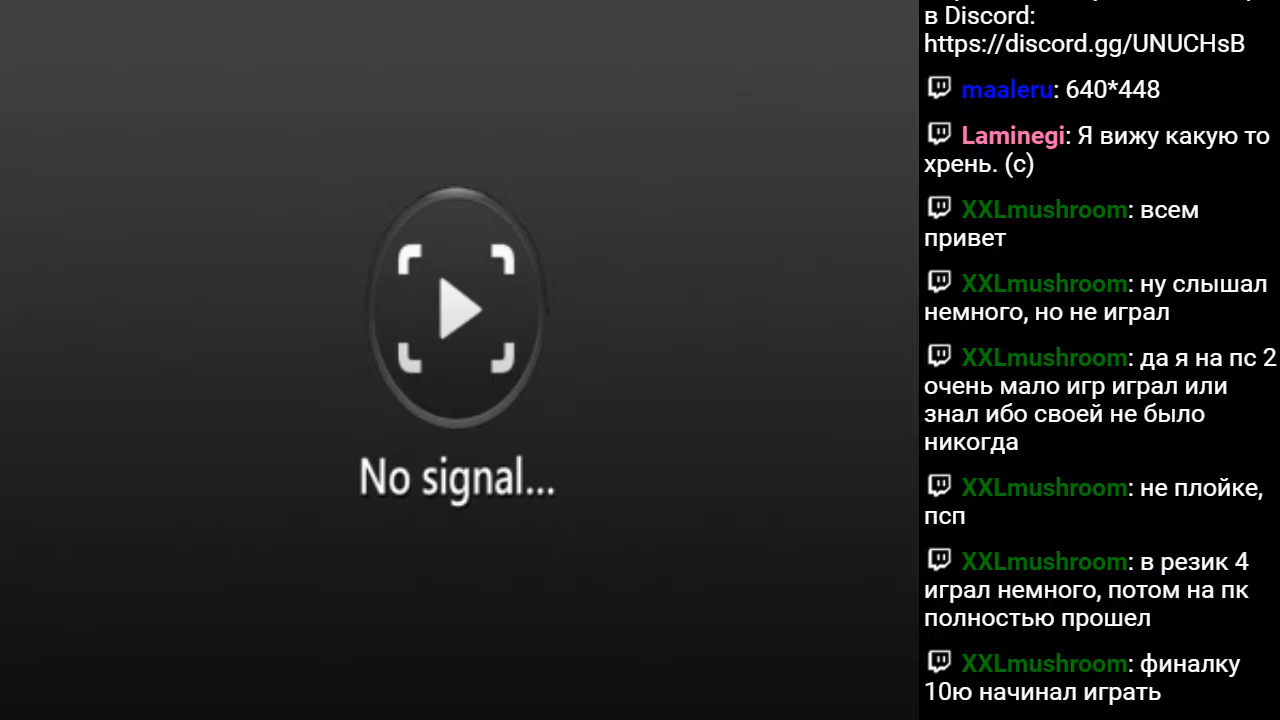 No signal...
в Discord:
https://discord.gg/UNUCHsB
maaleru: 640*448
Laminegi: Я вижу какую то
хрень. (с)
XXLmushroom: всем
привет
XXLmushroom: ну слышал
немного, но не играл
XXLmushroom: да я на пс 2
очень мало игр играл или
знал ибо своей не было
никогда
XXLmushroom: не плойке,
псп
XXLmushroom: в резик 4
играл немного, потом на пк
полностью прошел
XXLmushroom: финалку
10ю начинал играть